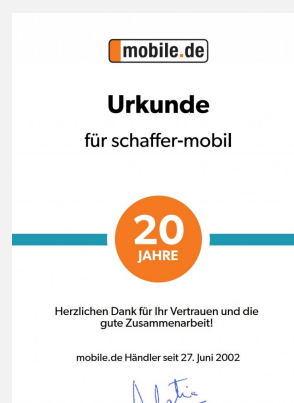 mobile.de
Urkunde
für schaffer-mobil
20
JAHRE
Herzlichen Dank für Ihr Vertrauen und die
gute Zusammenarbeit!
mobile.de Händler seit 27. Juni 2002